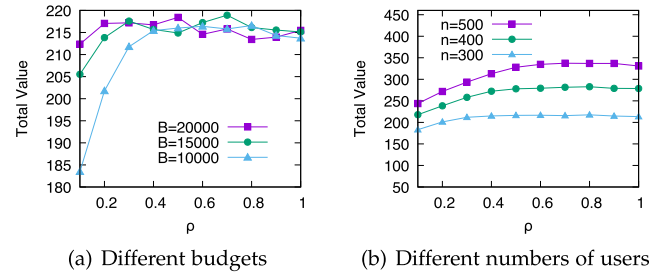 Total Value
220
215
210
205
200
195
190
185
180
B=20000
B=15000
B=10000
0.2 0.4 0.6 0.8 1
ρ
(a) Different budgets
Total Value
450
400
350
300
250
200
150
100
50
n=500
n=400
n=300
0.2 0.4 0.6 0.8 1
ρ
(b) Different numbers of users